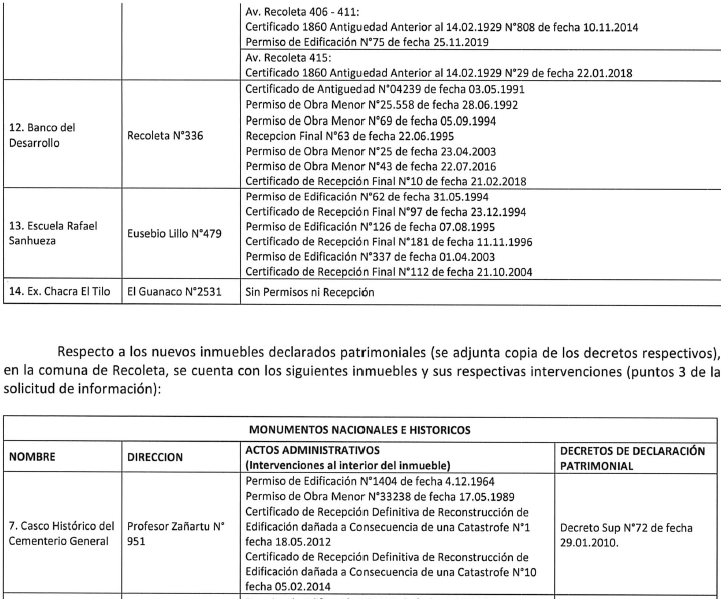 Av. Recoleta 406 - 411:
Certificado 1860 Antiguedad Anterior al 14.02.1929 N°808 de fecha 10.11.2014
Permiso de Edificación N°75 de fecha 25.11.2019
Av. Recoleta 415:
Certificado 1860 Antiguedad Anterior al 14.02.1929 N°29 de fecha 22.01.2018
12. Banco del
Desarrollo
Recoleta N°336
Certificado de Antiguedad N°04239 de fecha 03.05.1991
Permiso de Obra Menor N°25.558 de fecha 28.06.1992
Permiso de Obra Menor N°69 de fecha 05.09.1994
Recepcion Final N°63 de fecha 22.06.1995
Permiso de Obra Menor N°25 de fecha 23.04.2003
Permiso de Obra Menor N°43 de fecha 22.07.2016
Certificado de Recepción Final N°10 de fecha 21.02.2018
13. Escuela Rafael
Sanhueza
Eusebio Lillo N°479
Permiso de Edificación N°62 de fecha 31.05.1994
Certificado de Recepción Final N°97 de fecha 23.12.1994
Permiso de Edificación N°126 de fecha 07.08.1995
Certificado de Recepción Final N°181 de fecha 11.11.1996
Permiso de Edificación N°337 de fecha 01.04.2003
Certificado de Recepción Final N°112 de fecha 21.10.2004
14. Ex. Chacra El Tilo
El Guanaco N°2531
Sin Permisos ni Recepción
Respecto a los nuevos inmuebles declarados patrimoniales (se adjunta copia de los decretos respectivos),
en la comuna de Recoleta, se cuenta con los siguientes inmuebles y sus respectivas intervenciones (puntos 3 de la
solicitud de información):
MONUMENTOS NACIONALES E HISTORICOS
NOMBRE
DIRECCION
ACTOS ADMINISTRATIVOS
(Intervenciones al interior del inmueble)
DECRETOS DE DECLARACIÓN
PATRIMONIAL
7. Casco Histórico del
Cementerio General
Profesor Zañartu N°
951
Permiso de Edificación N°1404 de fecha 4.12.1964
Permiso de Obra Menor N°33238 de fecha 17.05.1989
Certificado de Recepción Definitiva de Reconstrucción de
Edificación dañada a Consecuencia de una Catastrofe N°1
fecha 18.05.2012
Certificado de Recepción Definitiva de Reconstrucción de
Edificación dañada a Consecuencia de una Catastrofe N°10
fecha 05.02.2014
Decreto Sup N°72 de fecha
29.01.2010.